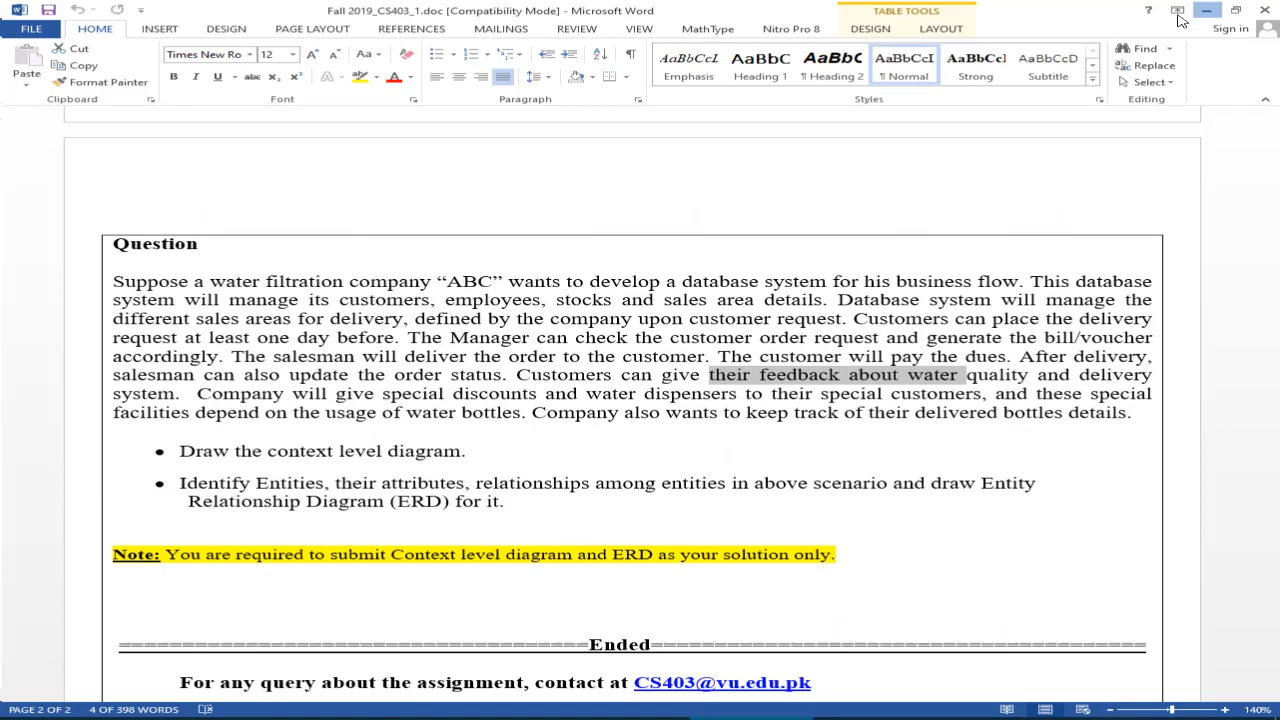 Fall 2019_CS403_1.doc [Compatibility Mode] - Microsoft Word
TABLE TOOLS
?
FILE HOME INSERT DESIGN PAGE LAYOUT REFERENCES MAILINGS REVIEW VIEW MathType Nitro Pro 8 DESIGN LAYOUT Sign in
Paste
Cut
Copy
Format Painter
Clipboard
Times New Ro 12
Font
Paragraph
AaBbCcI AaBbC AaBbC AaBbCcI AaBbCcI AaBbCcD
Emphasis Heading 1 ¶ Heading 2 ¶ Normal Strong Subtitle
Styles
Find
Replace
Select
Editing
Question
Suppose a water filtration company “ABC” wants to develop a database system for his business flow. This database
system will manage its customers, employees, stocks and sales area details. Database system will manage the
different sales areas for delivery, defined by the company upon customer request. Customers can place the delivery
request at least one day before. The Manager can check the customer order request and generate the bill/voucher
accordingly. The salesman will deliver the order to the customer. The customer will pay the dues. After delivery,
salesman can also update the order status. Customers can give their feedback about water quality and delivery
system. Company will give special discounts and water dispensers to their special customers, and these special
facilities depend on the usage of water bottles. Company also wants to keep track of their delivered bottles details.
• Draw the context level diagram.
• Identify Entities, their attributes, relationships among entities in above scenario and draw Entity
Relationship Diagram (ERD) for it.
Note: You are required to submit Context level diagram and ERD as your solution only.
Ended
For any query about the assignment, contact at CS403@vu.edu.pk
PAGE 2 OF 2 4 OF 398 WORDS 140%